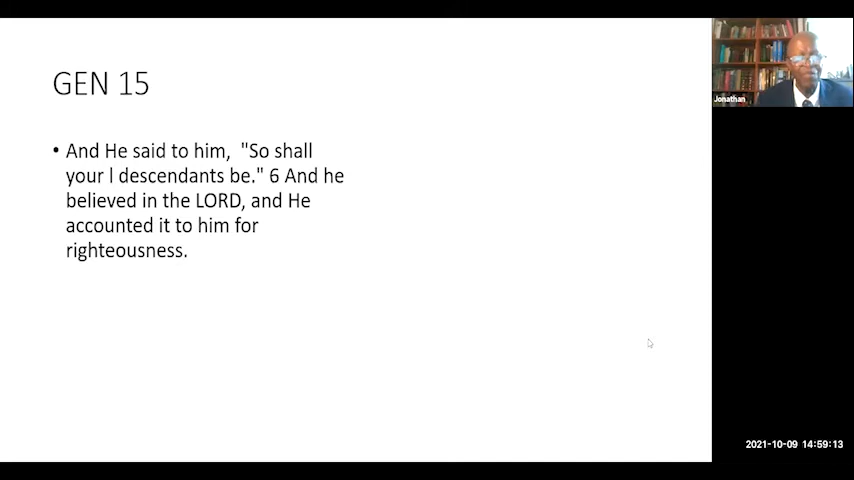 GEN 15
• And He said to him, "So shall
your l descendants be." 6 And he
believed in the LORD, and He
accounted it to him for
righteousness.
Jonathan
2021-10-09 14:59:13